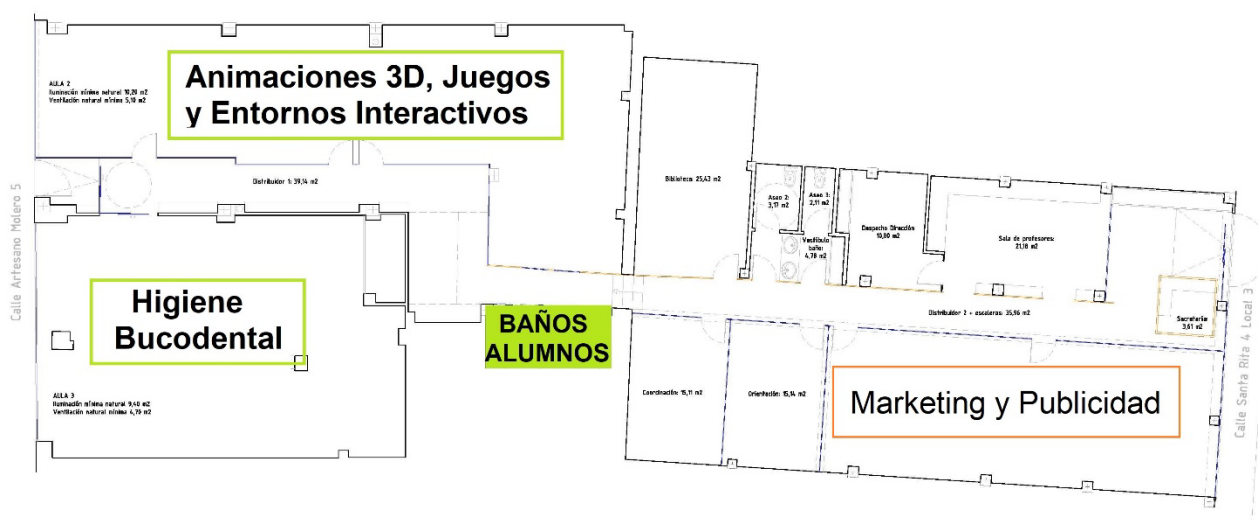 Animaciones 3D, Juegos
y Entornos Interactivos
AULA 2
Iluminación mínima natural 10,20 m2
Ventilación natural mínima 5,10 m2
Distribuidor 1: 39,14 m2
Calle Artesano Molero 5
Higiene
Bucodental
AULA 3
Iluminación mínima natural 9,40 m2
Ventilación natural mínima 4,70 m2
BAÑOS
ALUMNOS
Biblioteca: 25,43 m2
Aseo 2:
3,17 m2
Aseo 3:
2,11 m2
Vestíbulo
baño:
4,78 m2
Despacho Dirección
10,80 m2
Sala de profesores:
21,18 m2
Distribuidor 2 + escaleras: 35,96 m2
Secretaría:
3,61 m2
Coordinación: 15,11 m2
Orientación: 15,14 m2
Marketing y Publicidad
Calle Santa Rita 4 Local 3